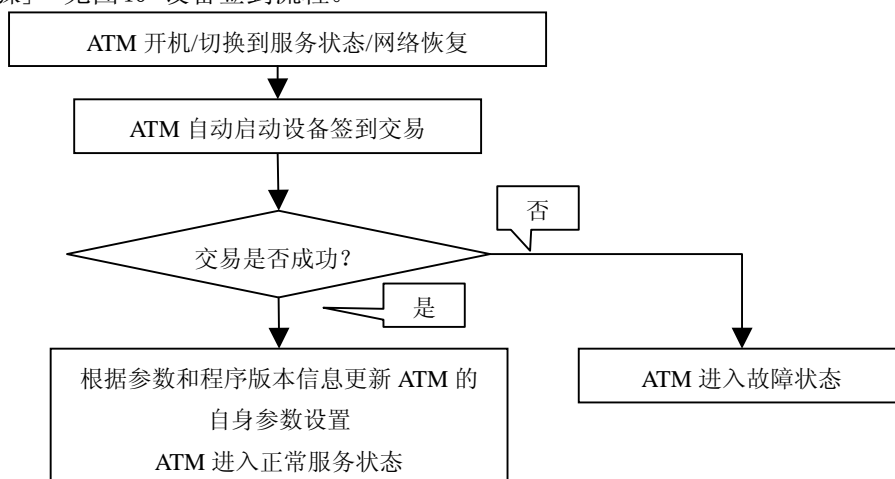 见图 10 设备签到流程。
ATM 开机/切换到服务状态/网络恢复
ATM 自动启动设备签到交易
否
交易是否成功?
是
根据参数和程序版本信息更新 ATM 的
自身参数设置
ATM 进入正常服务状态
ATM 进入故障状态